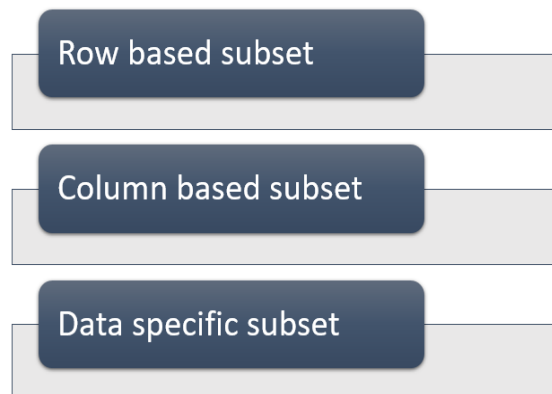 Row based subset
Column based subset
Data specific subset